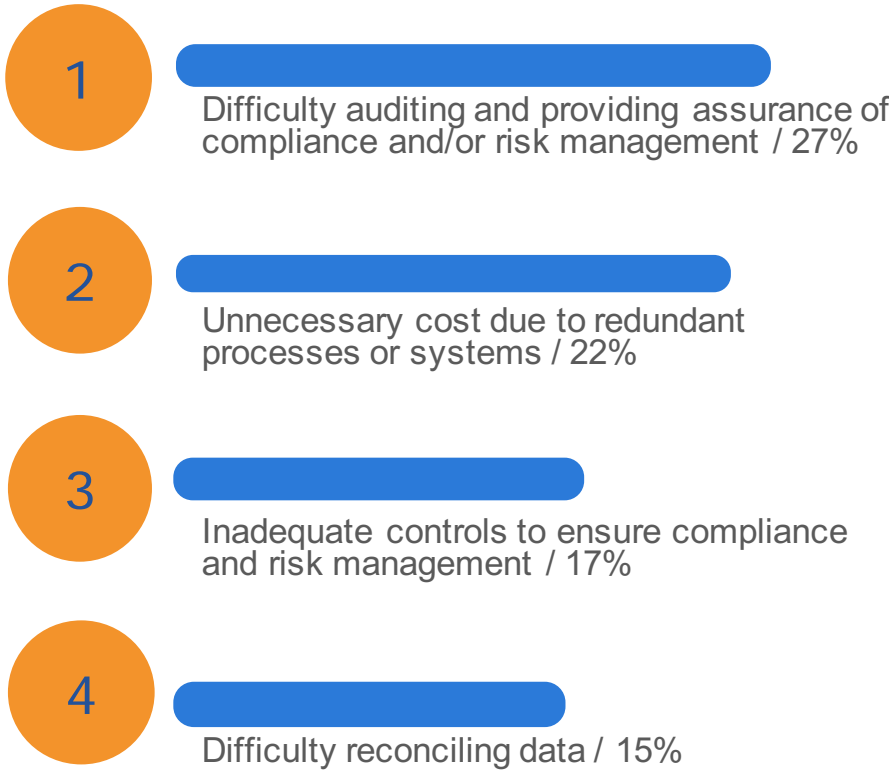 1
Difficulty auditing and providing assurance of
compliance and/or risk management / 27%
2
Unnecessary cost due to redundant
processes or systems / 22%
3
Inadequate controls to ensure compliance
and risk management / 17%
4
Difficulty reconciling data / 15%